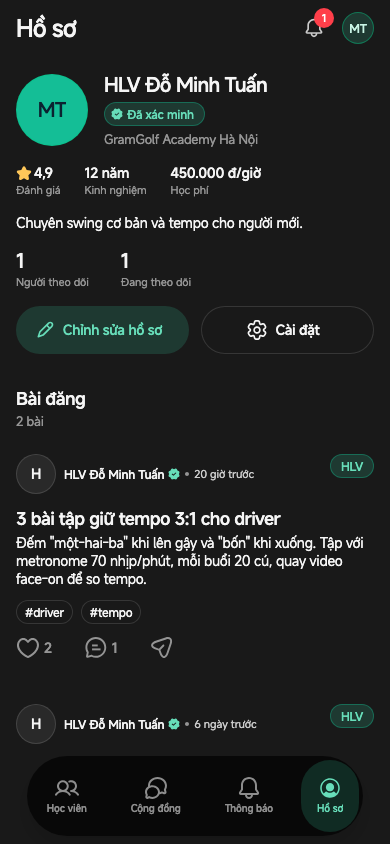 Hồ sơ
1
MT
MT
HLV Đỗ Minh Tuấn
Đã xác minh
GramGolf Academy Hà Nội
4,9
Đánh giá
12 năm
Kinh nghiệm
450.000 đ/giờ
Học phí
Chuyên swing cơ bản và tempo cho người mới.
1
Người theo dõi
1
Đang theo dõi
Chỉnh sửa hồ sơ
Cài đặt
Bài đăng
2 bài
H
HLV Đỗ Minh Tuấn • 20 giờ trước
HLV
3 bài tập giữ tempo 3:1 cho driver
Đếm "một-hai-ba" khi lên gậy và "bốn" khi xuống. Tập với
metronome 70 nhịp/phút, mỗi buổi 20 cú, quay video
face-on để so tempo.
#driver
#tempo
2
1
H
HLV Đỗ Minh Tuấn • 6 ngày trước
HLV
Học viên
Cộng đồng
Thông báo
Hồ sơ